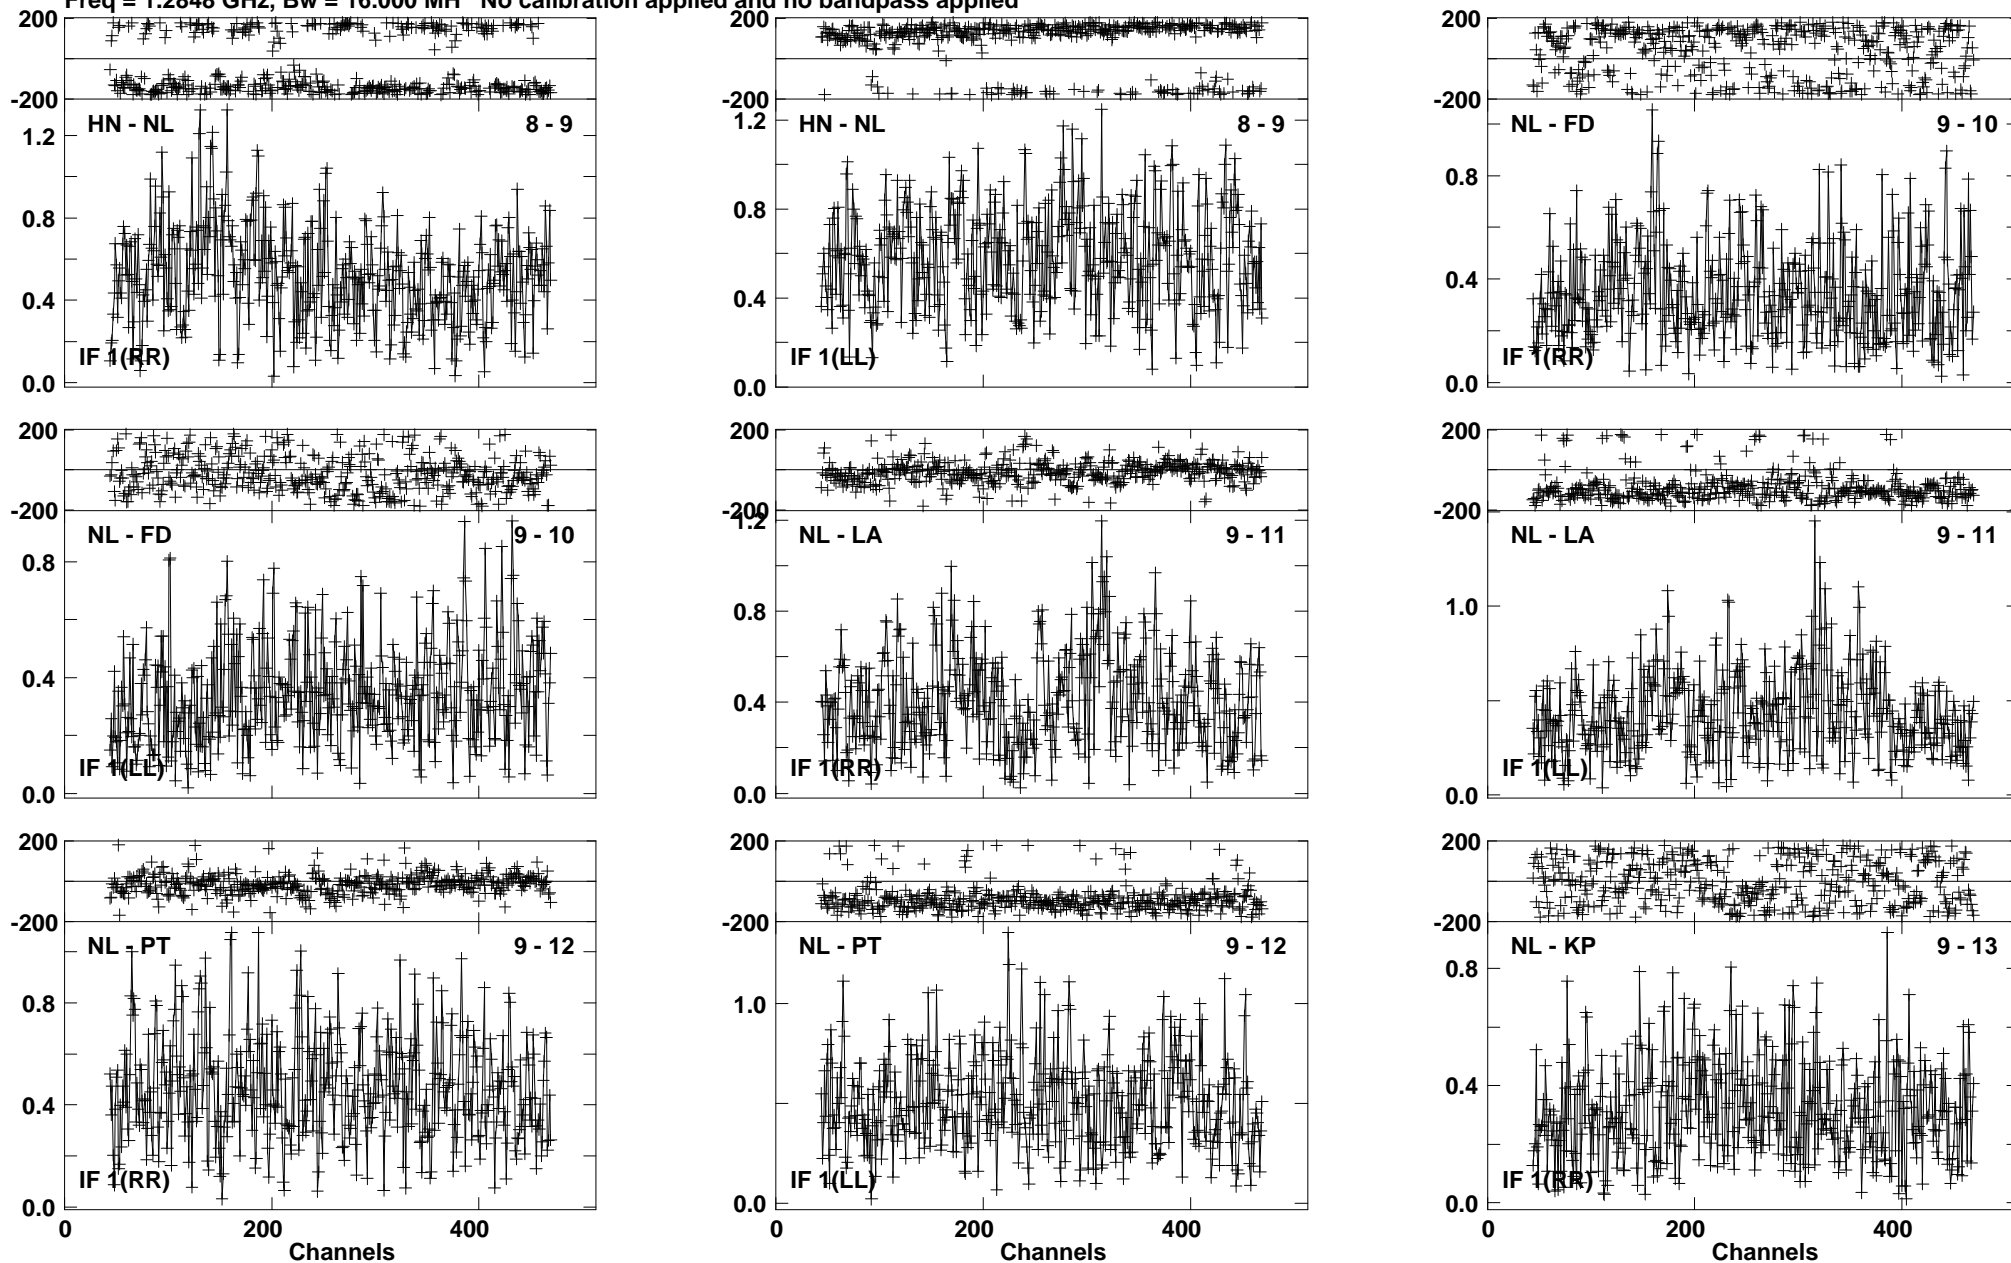 Freq = 1.2848 GHz, Bw = 16.000 MH No calibration applied and no bandpass applied
200 200 200
-200 -200 -200
HN - NL 8 - 9 HN - NL 8 - 9 NL - FD 9 - 10
1.2 1.2
0.8 0.8 0.8
0.4 0.4 0.4
IF 1(RR) IF 1(LL) IF 1(RR)
0.0 0.0 0.0
200 200 200
-200 -200 -200
1.2
NL - FD 9 - 10 NL - LA 9 - 11 NL - LA 9 - 11
0.8 0.8 1.0
0.4 0.4
IF 1(LL) IF 1(RR) IF 1(LL)
0.0 0.0 0.0
200 200 200
-200 -200 -200
NL - PT 9 - 12 NL - PT 9 - 12 NL - KP 9 - 13
0.8 1.0 0.8
0.4 0.4
IF 1(RR) IF 1(LL) IF 1(RR)
0.0 0.0 0.0
0 200 400 0 200 400 0 200 400
Channels Channels Channels